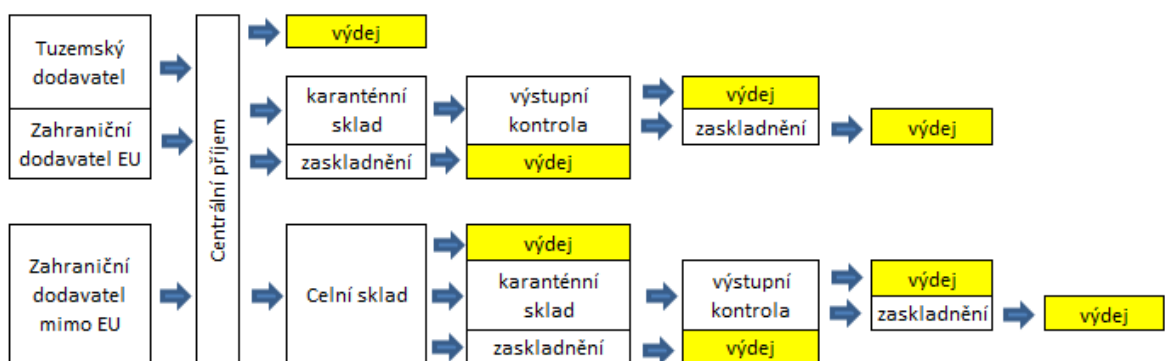 Tuzemský
dodavatel
Zahraniční
dodavatel EU
Zahraniční
dodavatel
mimo EU
Centrální příjem
výdej
karanténní
sklad
zaskladnění
výstupní
kontrola
výdej
výdej
zaskladnění
výdej
Celní sklad
výdej
karanténní
sklad
zaskladnění
výstupní
kontrola
výdej
výdej
zaskladnění
výdej